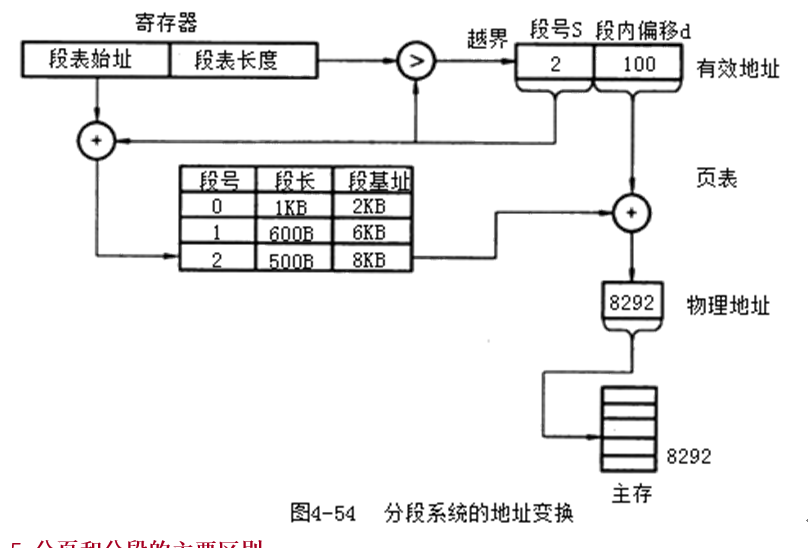 寄存器
段表始址 段表长度
>
越界
段号S 段内偏移d
2 100
有效地址
+
段号 段长 段基址
0 1KB 2KB
1 600B 6KB
2 500B 8KB
页表
+
8292
物理地址
8292
主存
图4-54 分段系统的地址变换
5 分页和分段的主要区别